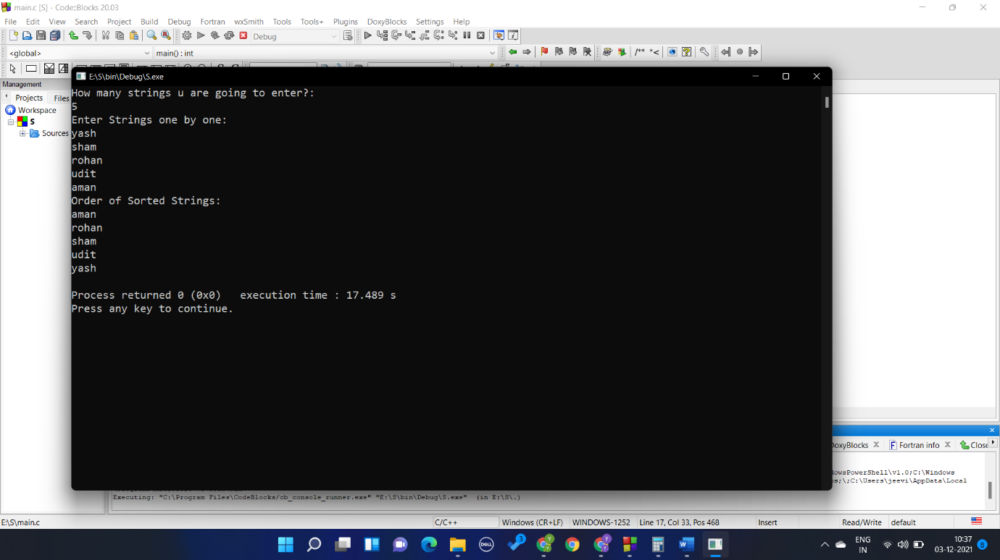 main.c [S] - Code::Blocks 20.03
File Edit View Search Project Build Debug Fortran wxSmith Tools Tools+ Plugins DoxyBlocks Settings Help
Debug
<global> main() : int
/** *<
Management
Projects Files
Workspace
S
Sources
E:\S\bin\Debug\S.exe
How many strings u are going to enter?:
5
Enter Strings one by one:
yash
sham
rohan
udit
aman
Order of Sorted Strings:
aman
rohan
sham
udit
yash
Process returned 0 (0x0) execution time : 17.489 s
Press any key to continue.
DoxyBlocks Fortran info Close
dowsPowerShell\v1.0;C:\Windows
s;\;C:\Users\jeevi\AppData\Local
Executing: "C:\Program Files\CodeBlocks/cb_console_runner.exe" "E:\S\bin\Debug\S.exe" (in E:\S\.)
E:\S\main.c C/C++ Windows (CR+LF) WINDOWS-1252 Line 17, Col 33, Pos 468 Insert Read/Write default
DELL 3 Y y W
ENG
IN
10:37
03-12-2021
8